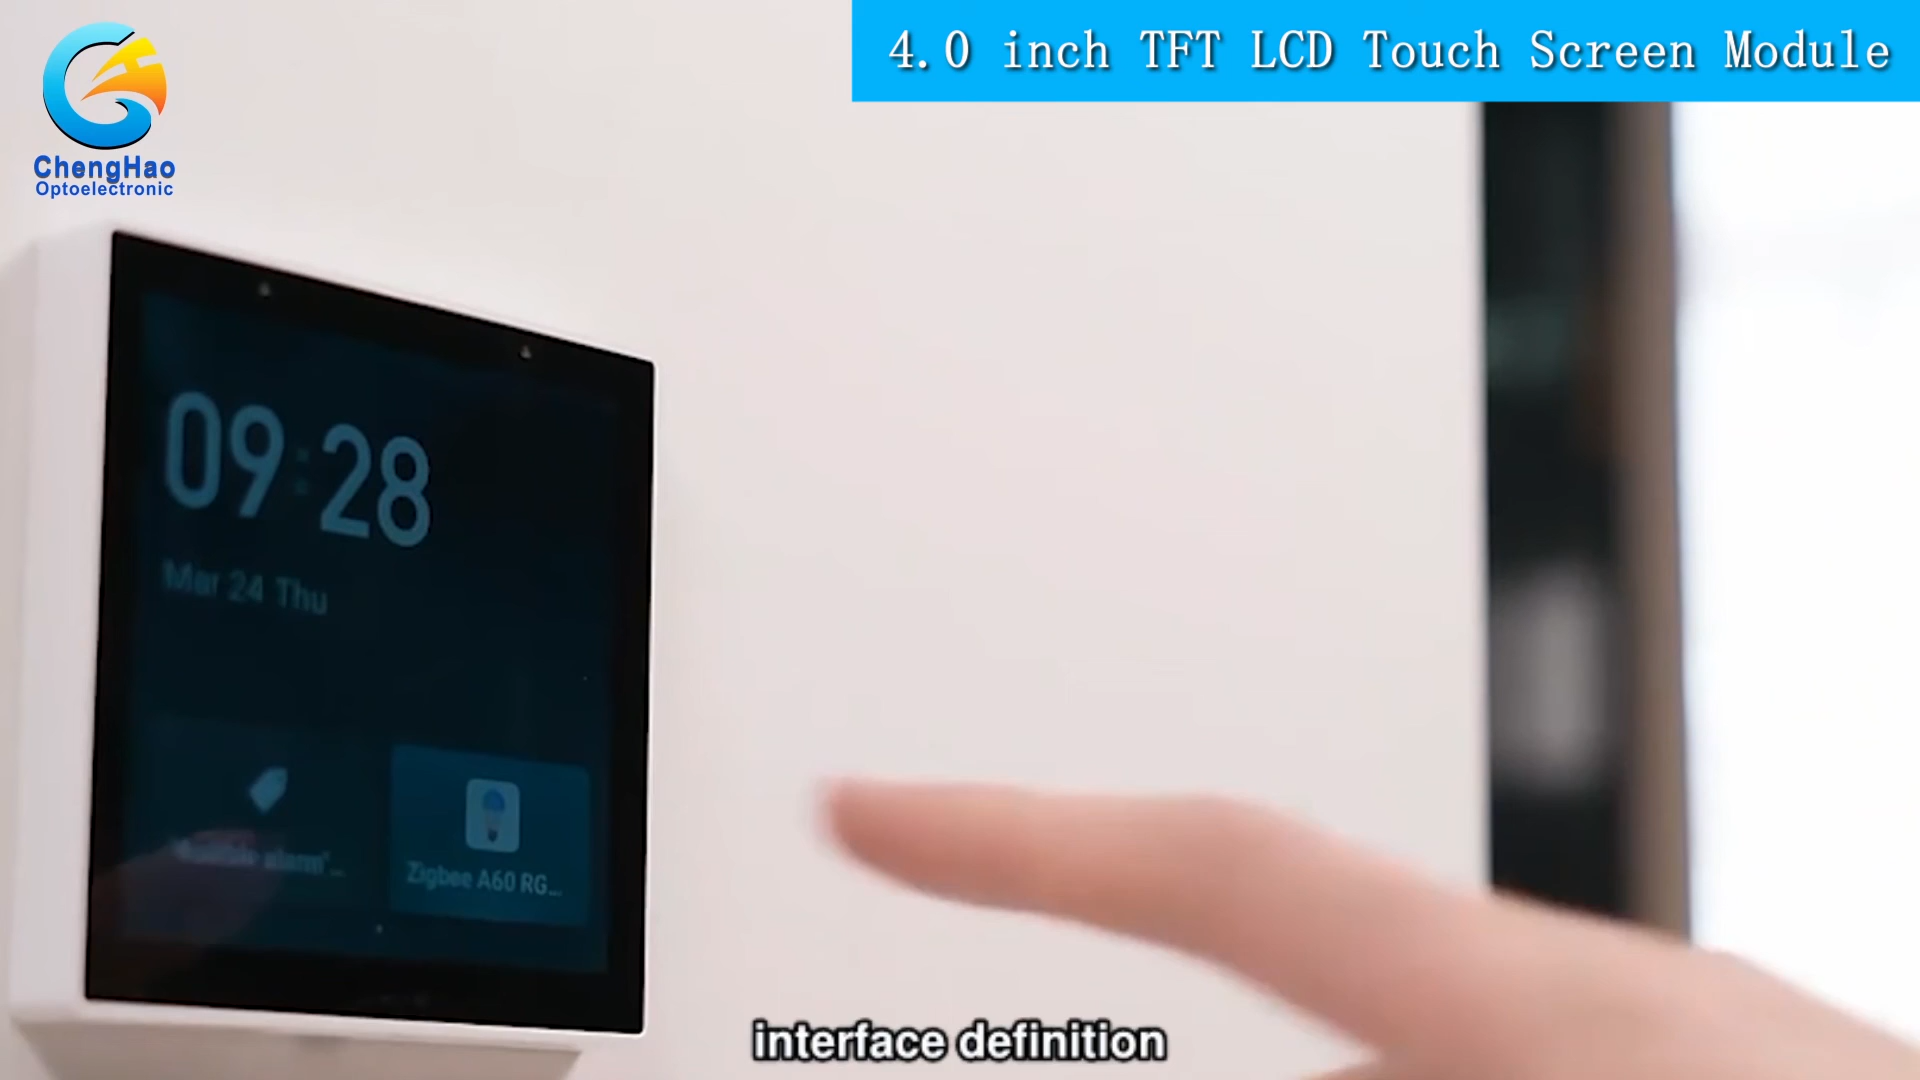 4.0 inch TFT LCD Touch Screen Module
ChengHao
Optoelectronic
09:28
Mar 24 Thu
alarm"...
Zigbee A60 RG...
interface definition